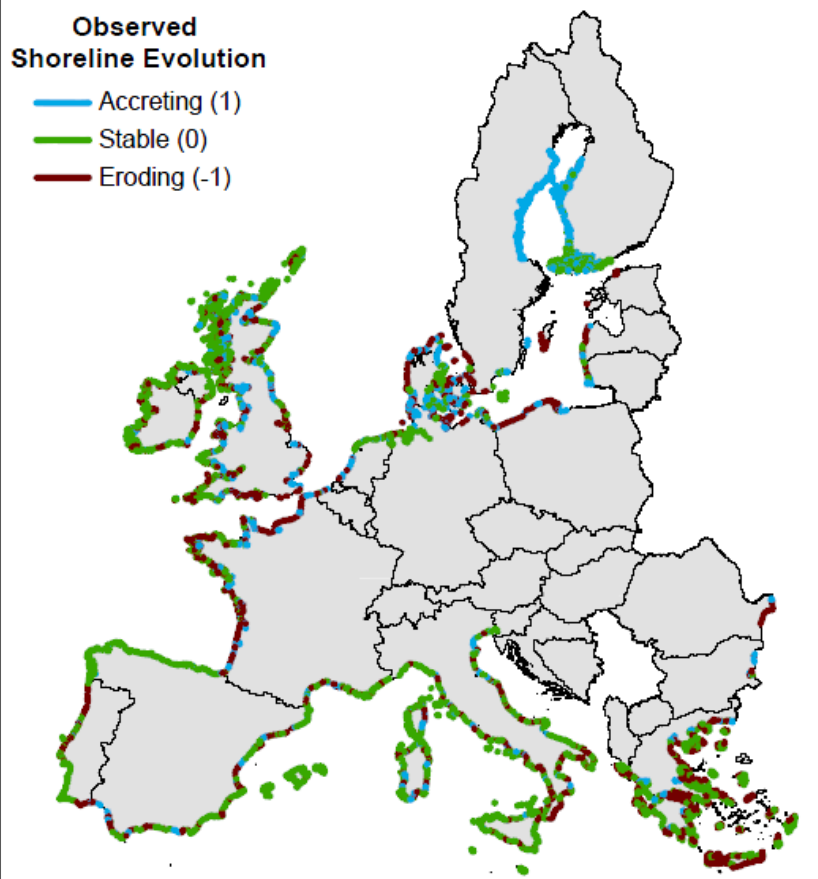 Observed
Shoreline Evolution
Accreting (1)
Stable (0)
Eroding (-1)